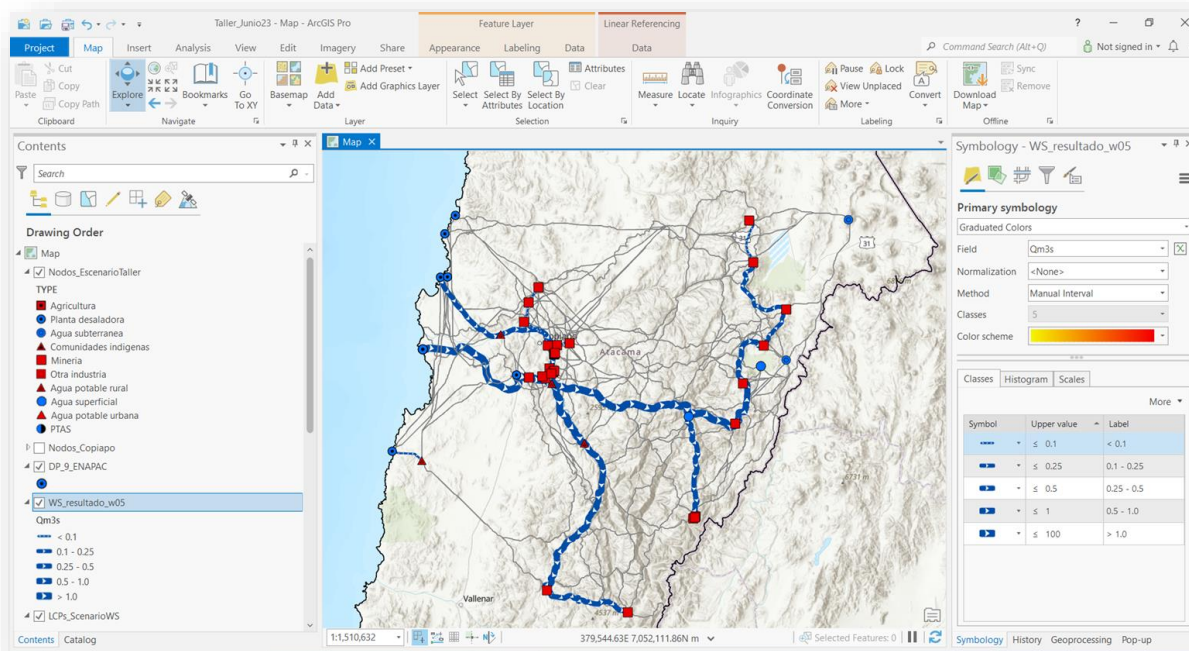 Taller_Junio23 - Map - ArcGIS Pro
Feature Layer
Linear Referencing
?
Project Map Insert Analysis View Edit Imagery Share Appearance Labeling Data Data
Command Search (Alt+Q)
Not signed in
Paste
Cut
Copy
Copy Path
Clipboard
Explore
Bookmarks
Go To XY
Navigate
Basemap
Add Data
Add Preset
Add Graphics Layer
Layer
Select
Select By Attributes
Select By Location
Attributes
Clear
Selection
Measure
Locate
Infographics
Coordinate Conversion
Inquiry
Pause
Lock
View Unplaced
More
Convert
Labeling
Download Map
Sync
Remove
Offline
Contents
Search
Drawing Order
Map
Nodos_EscenarioTaller
TYPE
Agricultura
Planta desaladora
Agua subterranea
Comunidades indigenas
Mineria
Otra industria
Agua potable rural
Agua superficial
Agua potable urbana
PTAS
Nodos_Copiapo
DP_9_ENAPAC
WS_resultado_w05
Qm3s
< 0.1
0.1 - 0.25
0.25 - 0.5
0.5 - 1.0
> 1.0
LCPs_ScenarioWS
Contents Catalog
Map
31
31
Atacama
4731 m
Vallenar
4537 m
1:1,510,632
379,544.63E 7,052,111.86N m
Selected Features: 0
Symbology - WS_resultado_w05
Primary symbology
Graduated Colors
Field Qm3s
Normalization <None>
Method Manual Interval
Classes 5
Color scheme
Classes Histogram Scales
More
Symbol Upper value Label
≤ 0.1 < 0.1
≤ 0.25 0.1 - 0.25
≤ 0.5 0.25 - 0.5
≤ 1 0.5 - 1.0
≤ 100 > 1.0
Symbology History Geoprocessing Pop-up